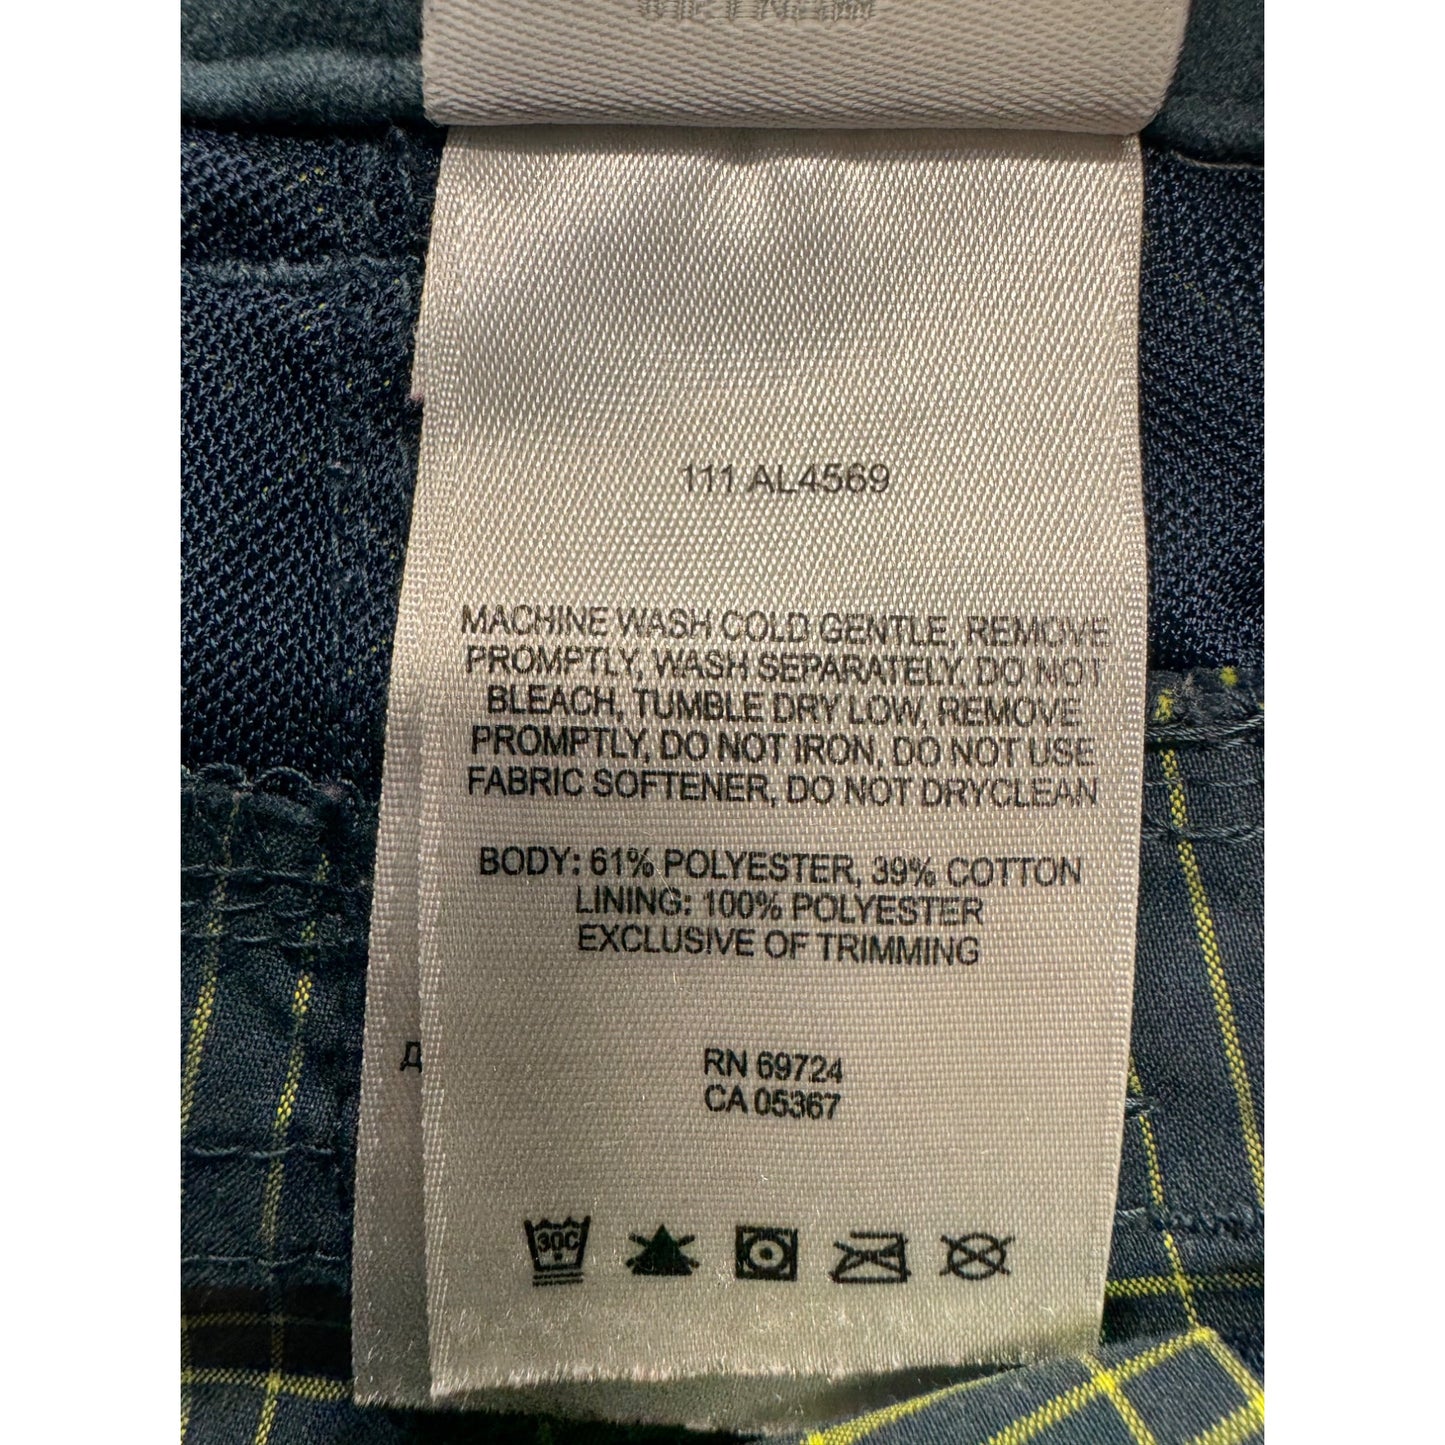 111 AL4569
MACHINE WASH COLD GENTLE, REMOVE
PROMPTLY, WASH SEPARATELY. DO NOT
BLEACH, TUMBLE DRY LOW, REMOVE
PROMPTLY, DO NOT IRON, DO NOT USE
FABRIC SOFTENER, DO NOT DRYCLEAN
BODY: 61% POLYESTER, 39% COTTON
LINING: 100% POLYESTER
EXCLUSIVE OF TRIMMING
Д
RN 69724
CA 05367
30C